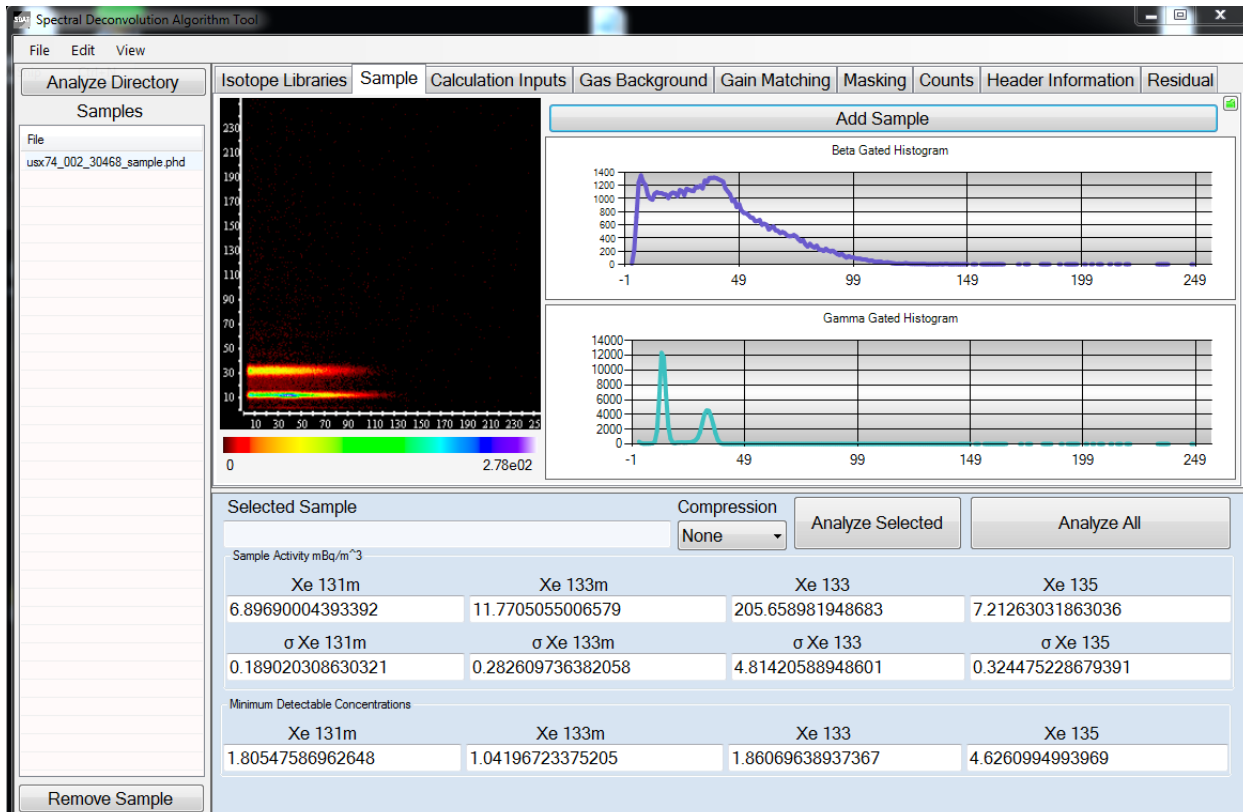 SDAT Spectral Deconvolution Algorithm Tool
File Edit View
Analyze Directory
Samples
File
usx74_002_30468_sample.phd
Remove Sample
Isotope Libraries Sample Calculation Inputs Gas Background Gain Matching Masking Counts Header Information Residual
230
210
190
170
150
130
110
90
70
50
30
10
10 30 50 70 90 110 130 150 170 190 210 230 25
0 2.78e02
Add Sample
Beta Gated Histogram
1400
1200
1000
800
600
400
200
0
-1 49 99 149 199 249
Gamma Gated Histogram
14000
12000
10000
8000
6000
4000
2000
0
-1 49 99 149 199 249
Selected Sample
Compression
None
Analyze Selected
Analyze All
Sample Activity mBq/m^3
Xe 131m Xe 133m Xe 133 Xe 135
6.89690004393392 11.7705055006579 205.658981948683 7.21263031863036
σ Xe 131m σ Xe 133m σ Xe 133 σ Xe 135
0.189020308630321 0.282609736382058 4.81420588948601 0.324475228679391
Minimum Detectable Concentrations
Xe 131m Xe 133m Xe 133 Xe 135
1.80547586962648 1.04196723375205 1.86069638937367 4.6260994993969